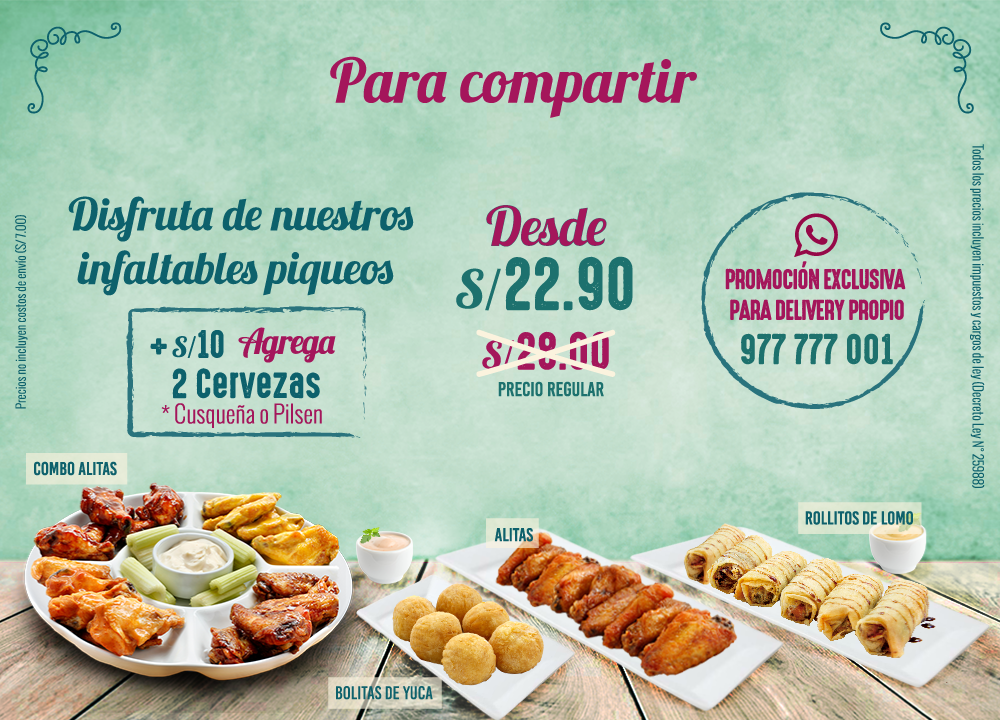 Para compartir
Disfruta de nuestros
infaltables piqueos
+ S/10 Agrega
2 Cervezas
* Cusqueña o Pilsen
Desde
S/22.90
S/28.00
PRECIO REGULAR
PROMOCIÓN EXCLUSIVA
PARA DELIVERY PROPIO
977 777 001
Precios no incluyen costos de envío (S/7.00)
Todos los precios incluyen impuestos y cargos de ley (Decreto Ley N° 25988)
COMBO ALITAS
ALITAS
ROLLITOS DE LOMO
BOLITAS DE YUCA